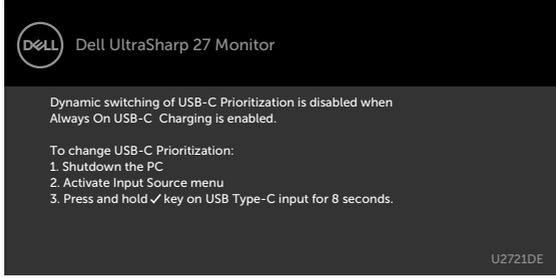 DELL
Dell UltraSharp 27 Monitor
Dynamic switching of USB-C Prioritization is disabled when
Always On USB-C  Charging is enabled.
To change USB-C Prioritization:
1. Shutdown the PC
2. Activate Input Source menu
3. Press and hold ✓ key on USB Type-C input for 8 seconds.
U2721DE